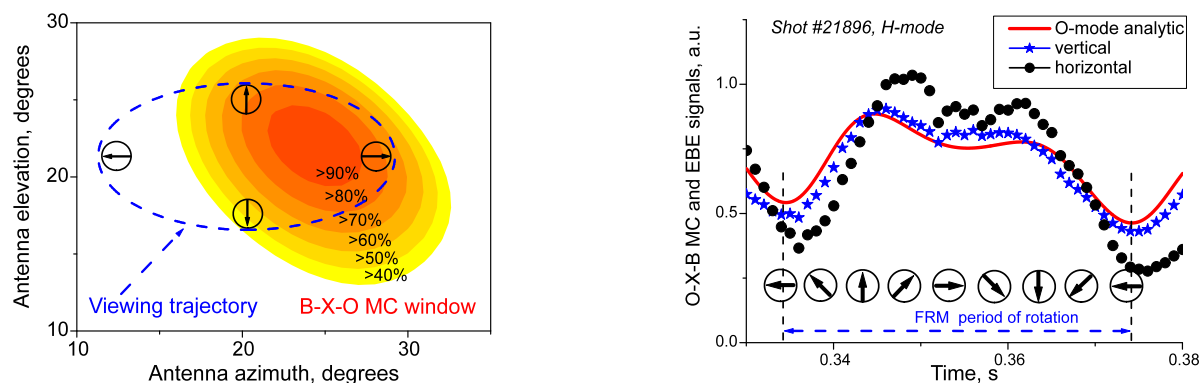 30
20
10
Antenna elevation, degrees
>90%
>80%
>70%
>60%
>50%
>40%
Viewing trajectory
B-X-O MC window
10
20
30
Antenna azimuth, degrees
Shot #21896, H-mode
O-mode analytic
vertical
horizontal
1.0
0.5
0.0
O-X-B MC and EBE signals, a.u.
FRM period of rotation
0.34
0.36
0.38
Time, s